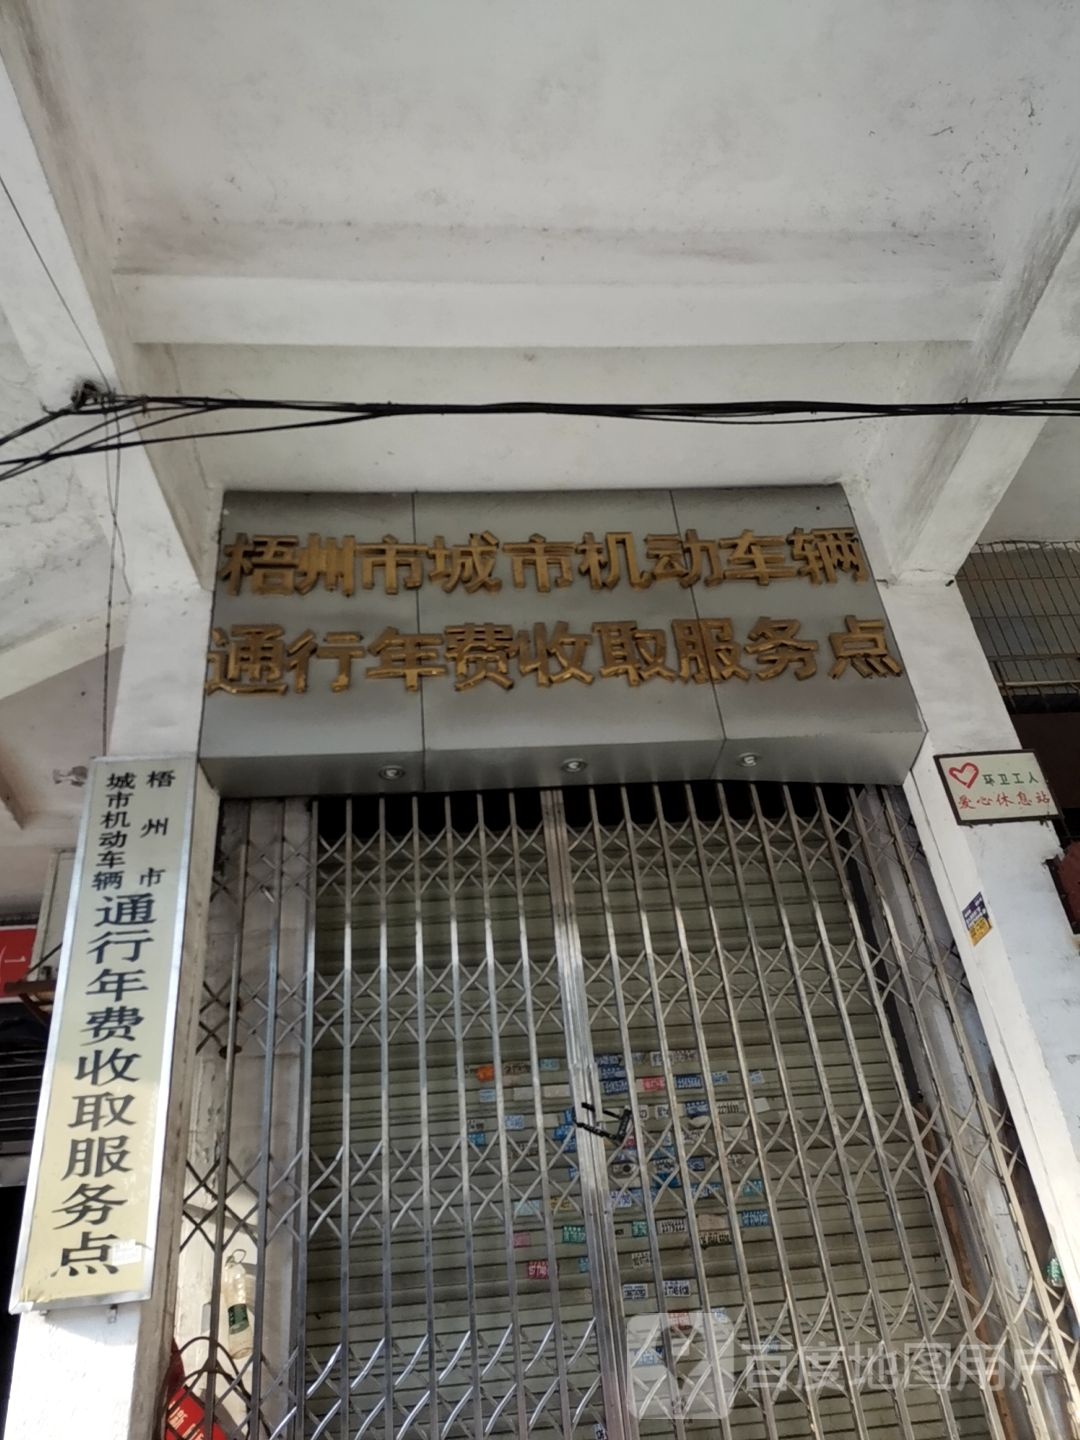 梧州市城市机动车辆
通行年费收取服务点
梧州市
城市机动车辆
通行年费收取服务点
环卫工人
爱心休息站
百度地图用户